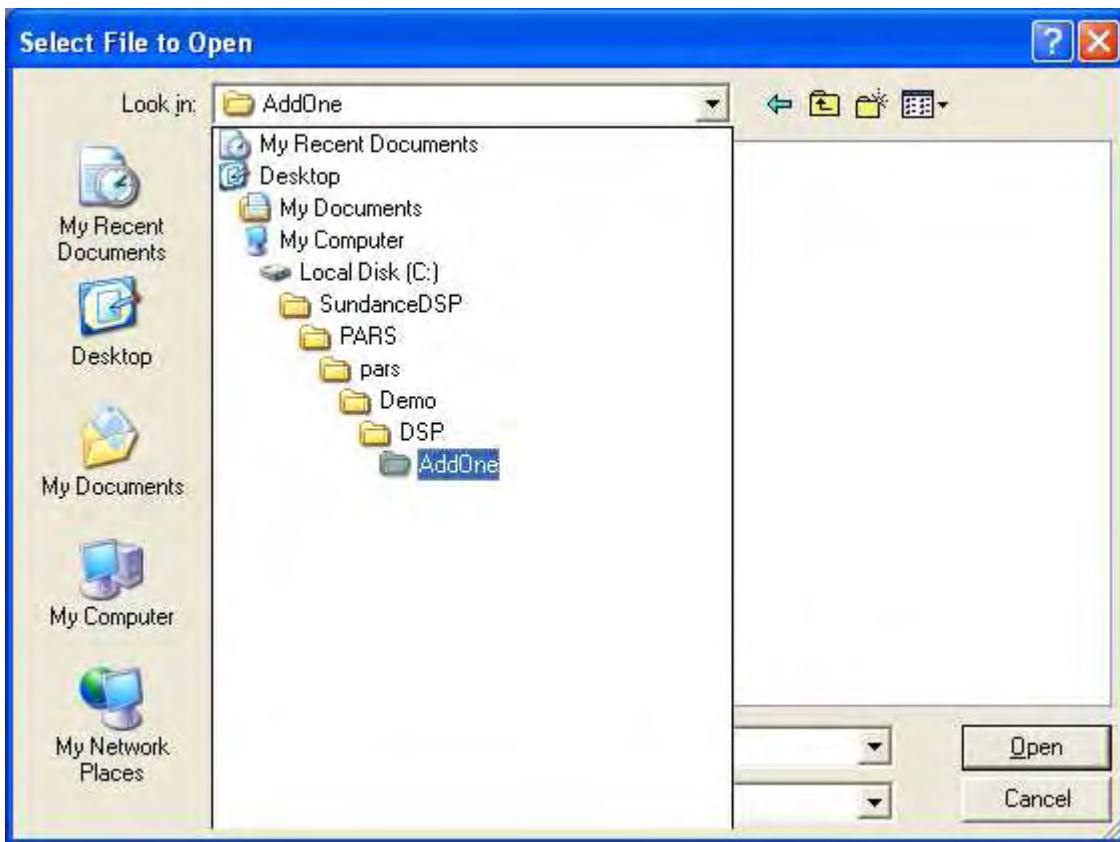 Select File to Open
Look in:
AddOne
My Recent Documents
Desktop
My Documents
My Computer
Local Disk (C:)
SundanceDSP
PARS
pars
Demo
DSP
AddOne
My Recent
Documents
Desktop
My Documents
My Computer
My Network
Places
Open
Cancel